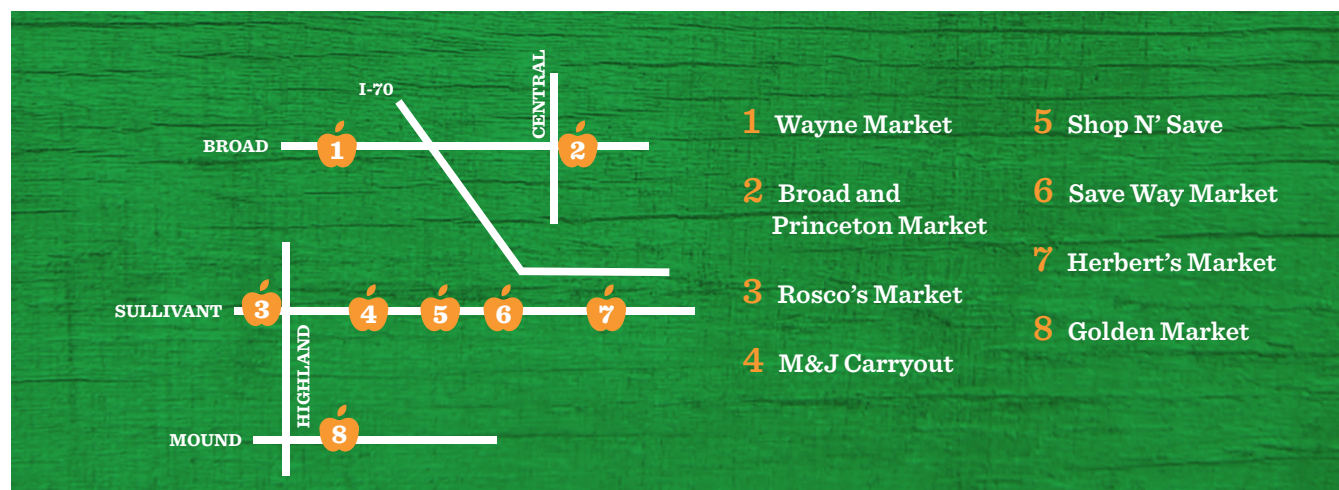 I-70
CENTRAL
BROAD
1
2
SULLIVANT
3
4
5
6
7
HIGHLAND
MOUND
8
1 Wayne Market
2 Broad and
Princeton Market
3 Rosco’s Market
4 M&J Carryout
5 Shop N’ Save
6 Save Way Market
7 Herbert’s Market
8 Golden Market